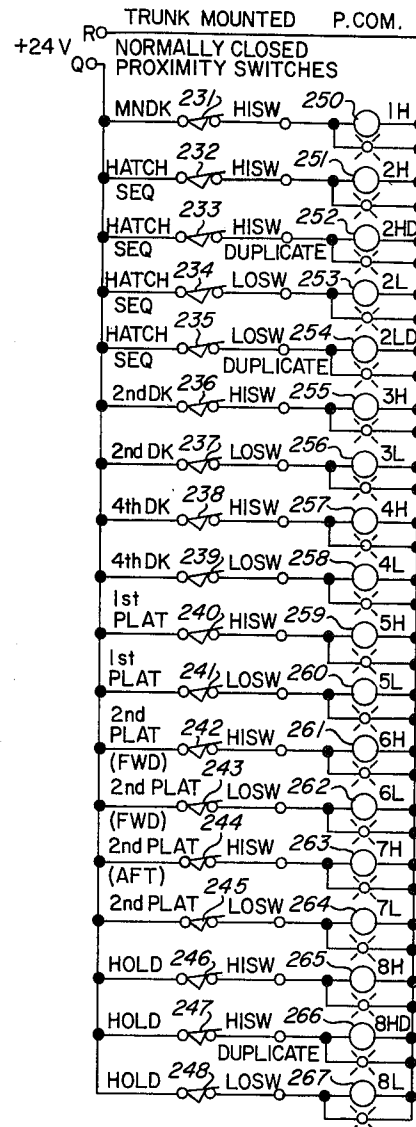 TRUNK MOUNTED P.COM.
R
+24V NORMALLY CLOSED
Q PROXIMITY SWITCHES
MNDK 231 HISW 250 1H
HATCH 232 HISW 251 2H
SEQ
HATCH 233 HISW 252 2HD
SEQ DUPLICATE
HATCH 234 LOSW 253 2L
SEQ
HATCH 235 LOSW 254 2LD
SEQ DUPLICATE
2nd DK 236 HISW 255 3H
2nd DK 237 LOSW 256 3L
4th DK 238 HISW 257 4H
4th DK 239 LOSW 258 4L
1st
PLAT 240 HISW 259 5H
1st
PLAT 241 LOSW 260 5L
2nd
PLAT 242 HISW 261 6H
(FWD)
2nd PLAT 243 LOSW 262 6L
(FWD)
2nd PLAT 244 HISW 263 7H
(AFT)
2nd PLAT 245 LOSW 264 7L
HOLD 246 HISW 265 8H
HOLD 247 HISW 266 8HD
DUPLICATE
HOLD 248 LOSW 267 8L